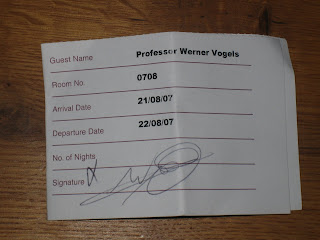 Guest Name Professor Werner Vogels
Room No 0708
Arrival Date 21/08/07
Departure Date 22/08/07
No. of Nights
Signature X